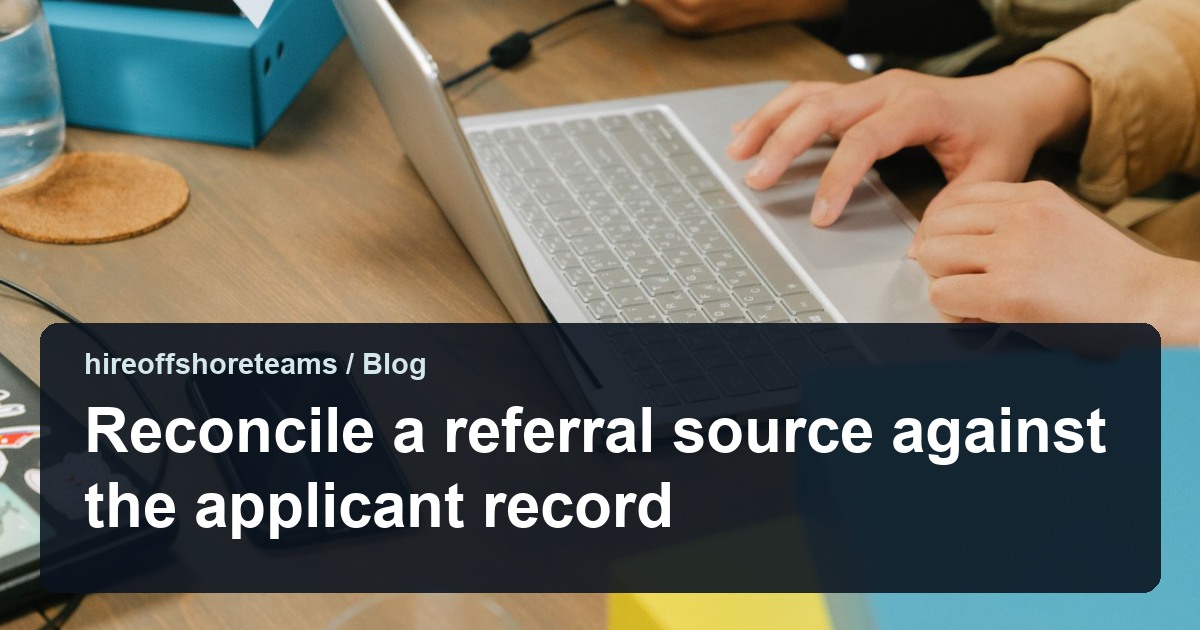 hireoffshoreteams / Blog
Reconcile a referral source against
the applicant record